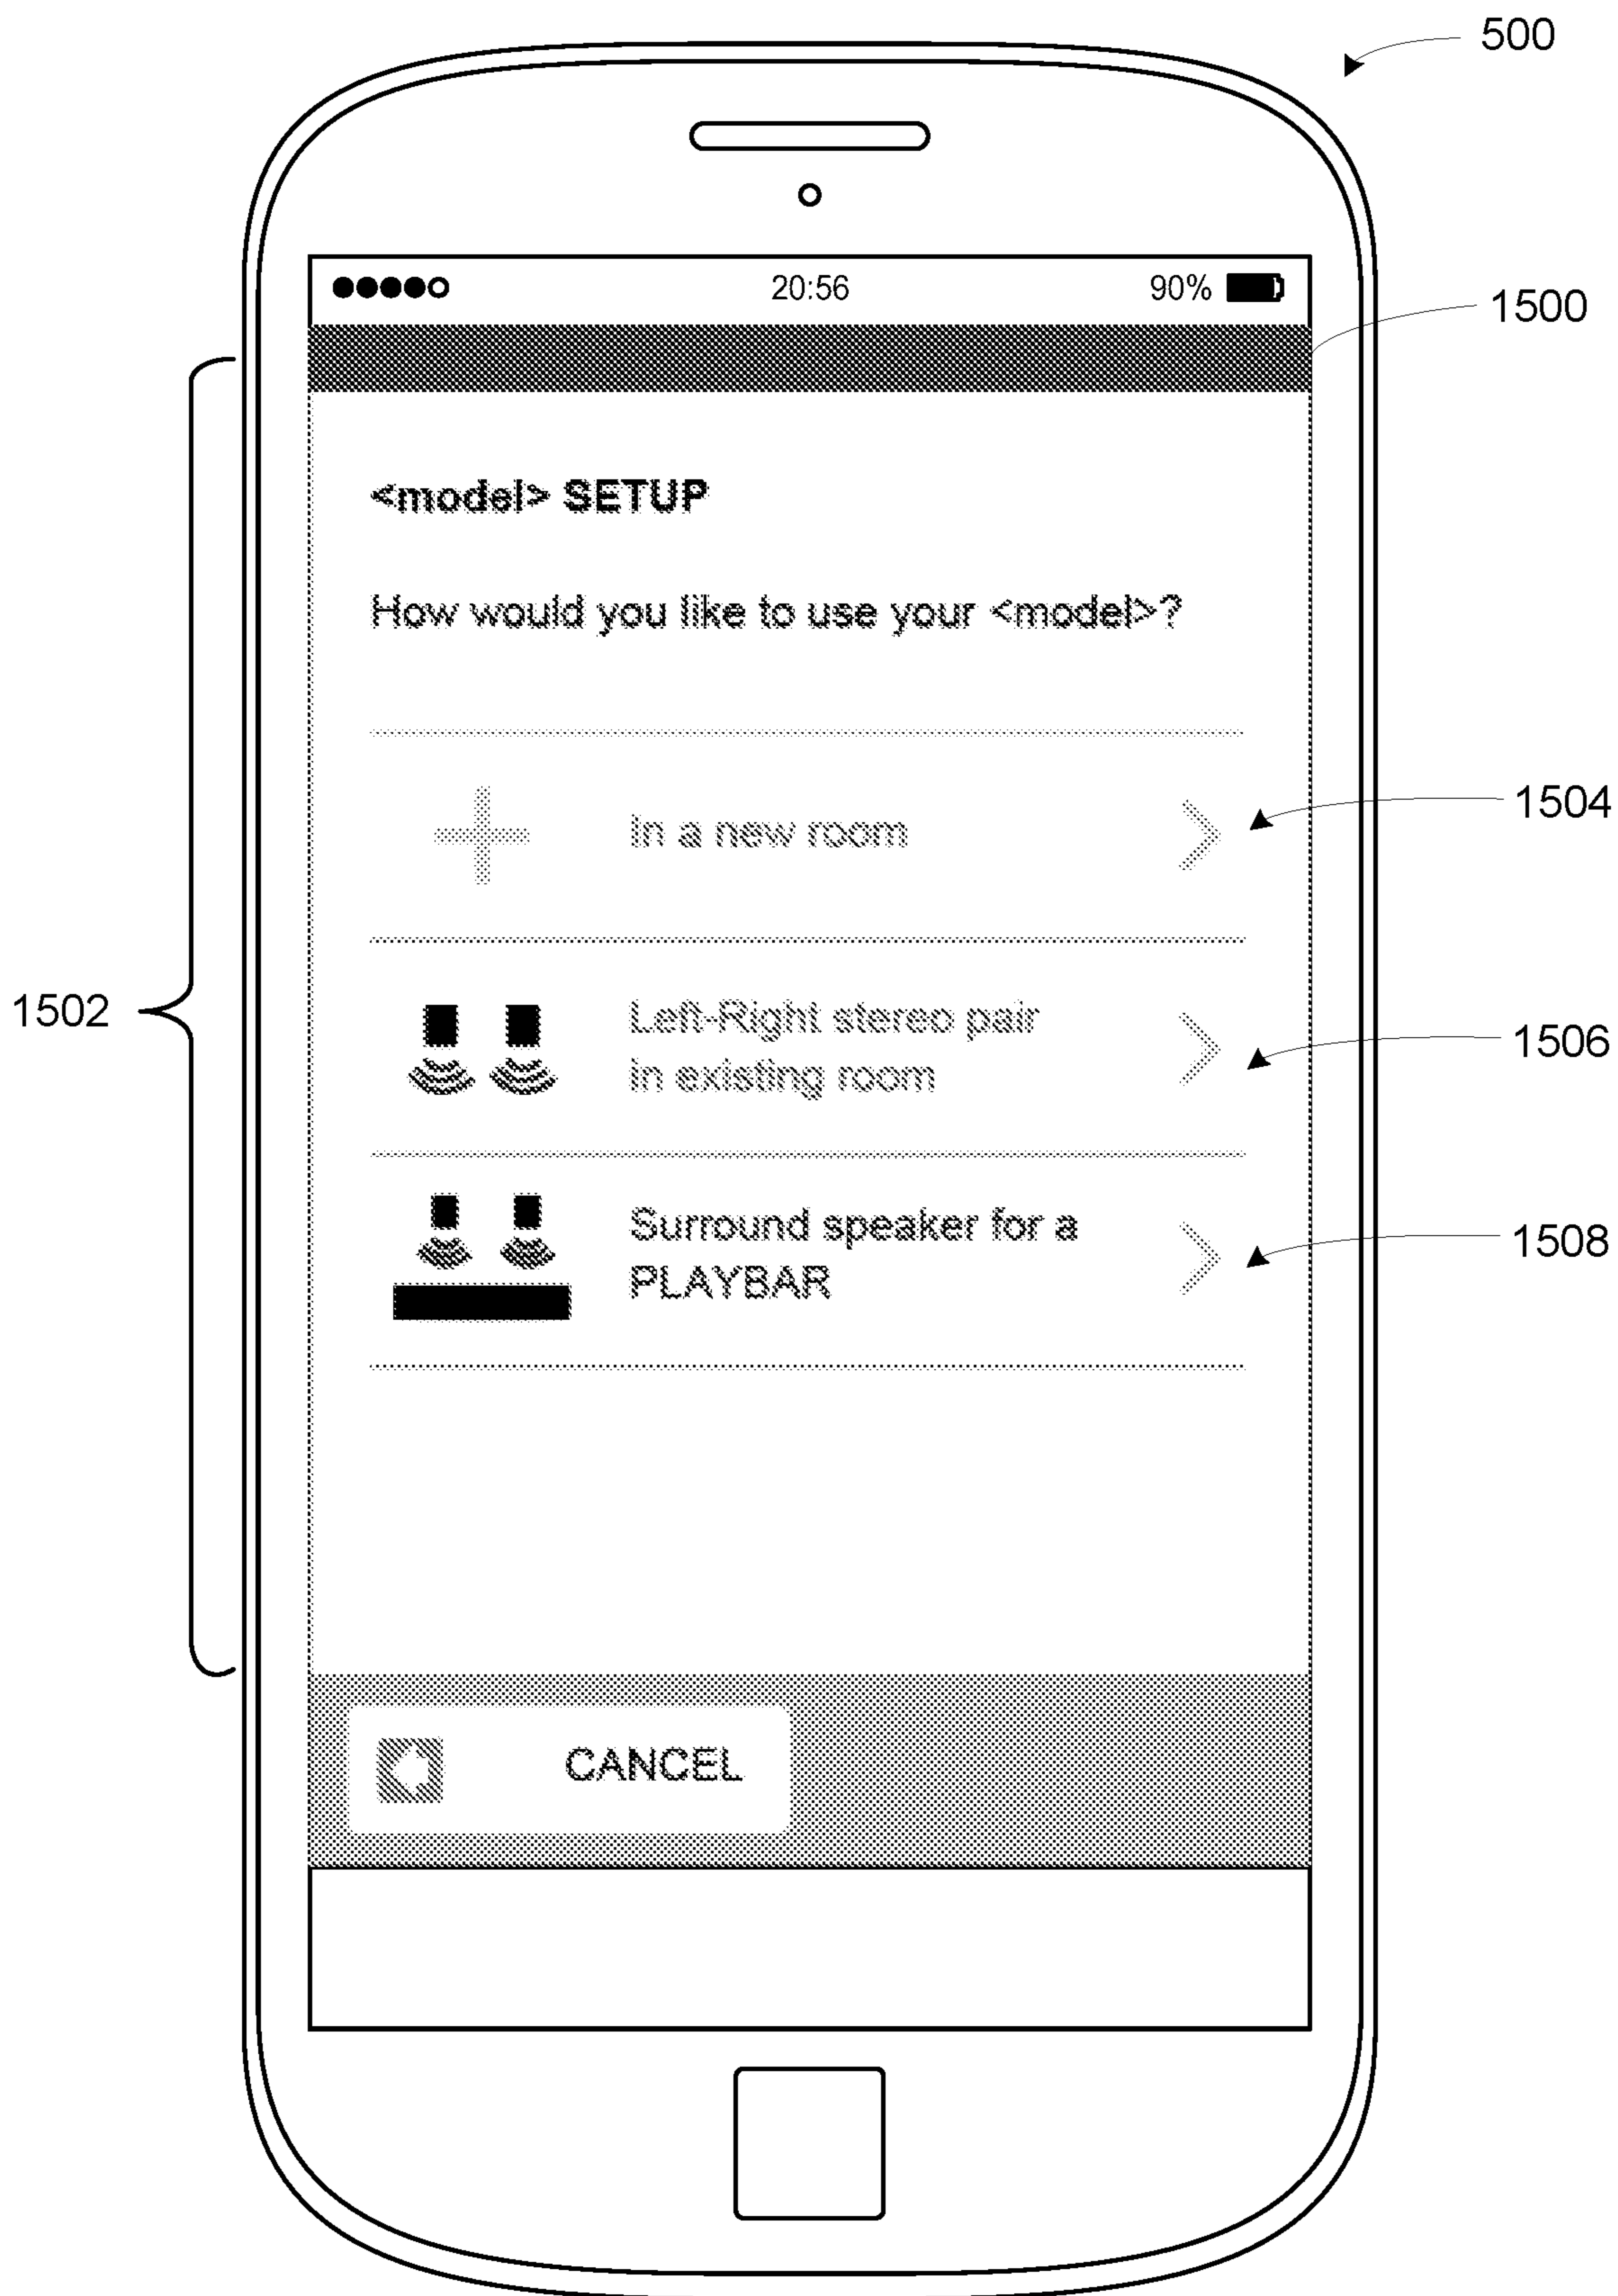 500
20:56
90%
1500
<model> SETUP
How would you like to use your <model>?
In a new room
1504
1502
Left-Right stereo pair
in existing room
1506
Surround speaker for a
PLAYBAR
1508
CANCEL